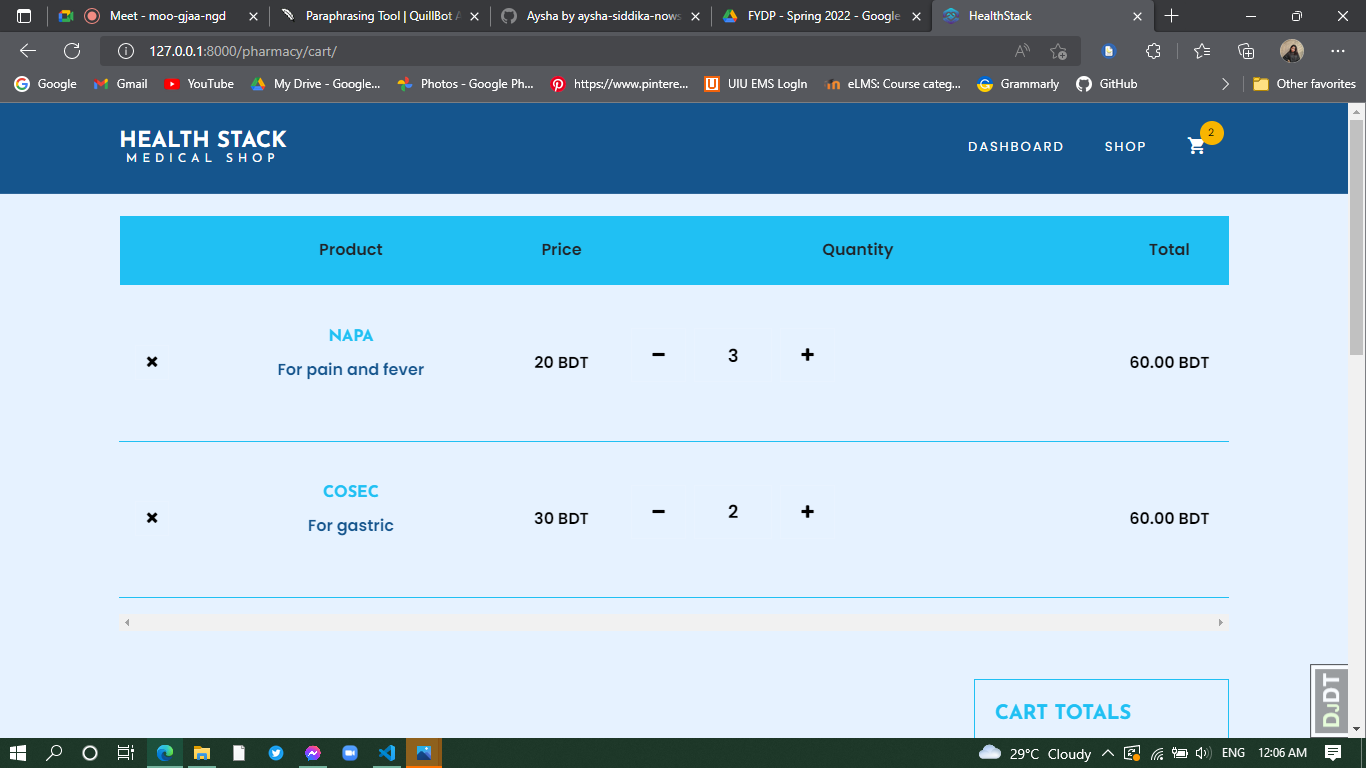 Meet - moo-gjaa-ngd
Paraphrasing Tool | QuillBot A
Aysha by aysha-siddika-nows
FYDP - Spring 2022 - Google
HealthStack
127.0.0.1:8000/pharmacy/cart/
Google
Gmail
YouTube
My Drive - Google...
Photos - Google Ph...
https://www.pintere...
UIU EMS LogIn
eLMS: Course categ...
Grammarly
GitHub
Other favorites
HEALTH STACK
MEDICAL SHOP
DASHBOARD
SHOP
2
Product Price Quantity Total
NAPA
For pain and fever
20 BDT
3
60.00 BDT
COSEC
For gastric
30 BDT
2
60.00 BDT
CART TOTALS
DjDT
29°C Cloudy
ENG
12:06 AM